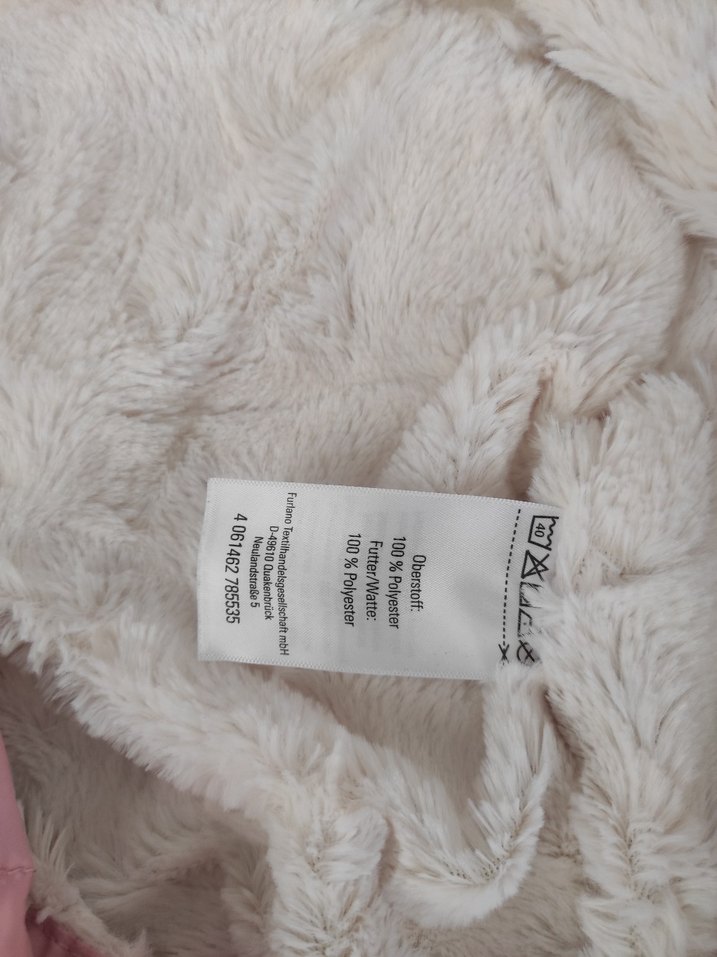 40
Oberstoff:
100 % Polyester
Futter/Watte:
100 % Polyester
Furlano Textilhandelsgesellschaft mbH
D-49610 Quakenbrück
Neulandstraße 5
4 061462 785535